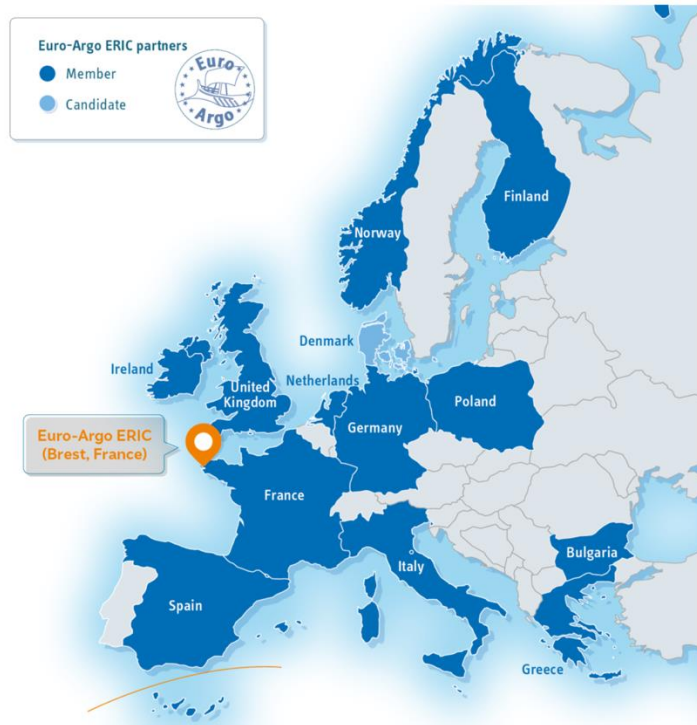 Euro-Argo ERIC partners
Member
Candidate
Euro
Argo
Finland
Norway
Denmark
Ireland
Netherlands
United
Kingdom
Poland
Germany
Euro-Argo ERIC
(Brest, France)
France
Bulgaria
Italy
Spain
Greece